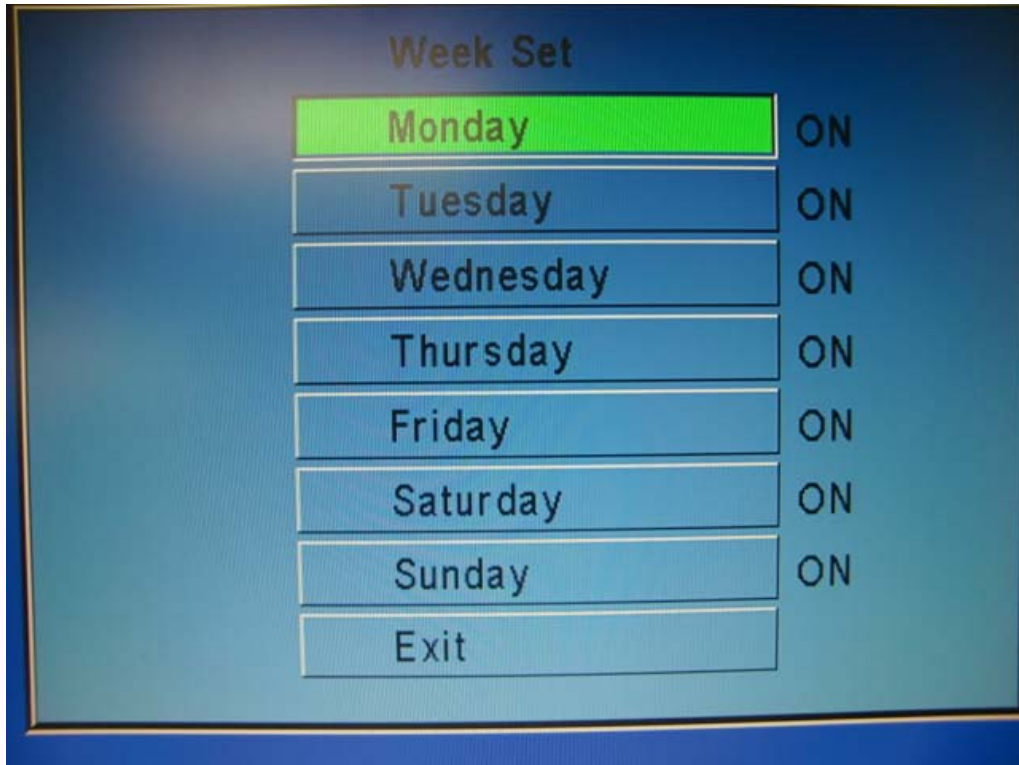 Week Set
Monday ON
Tuesday ON
Wednesday ON
Thursday ON
Friday ON
Saturday ON
Sunday ON
Exit